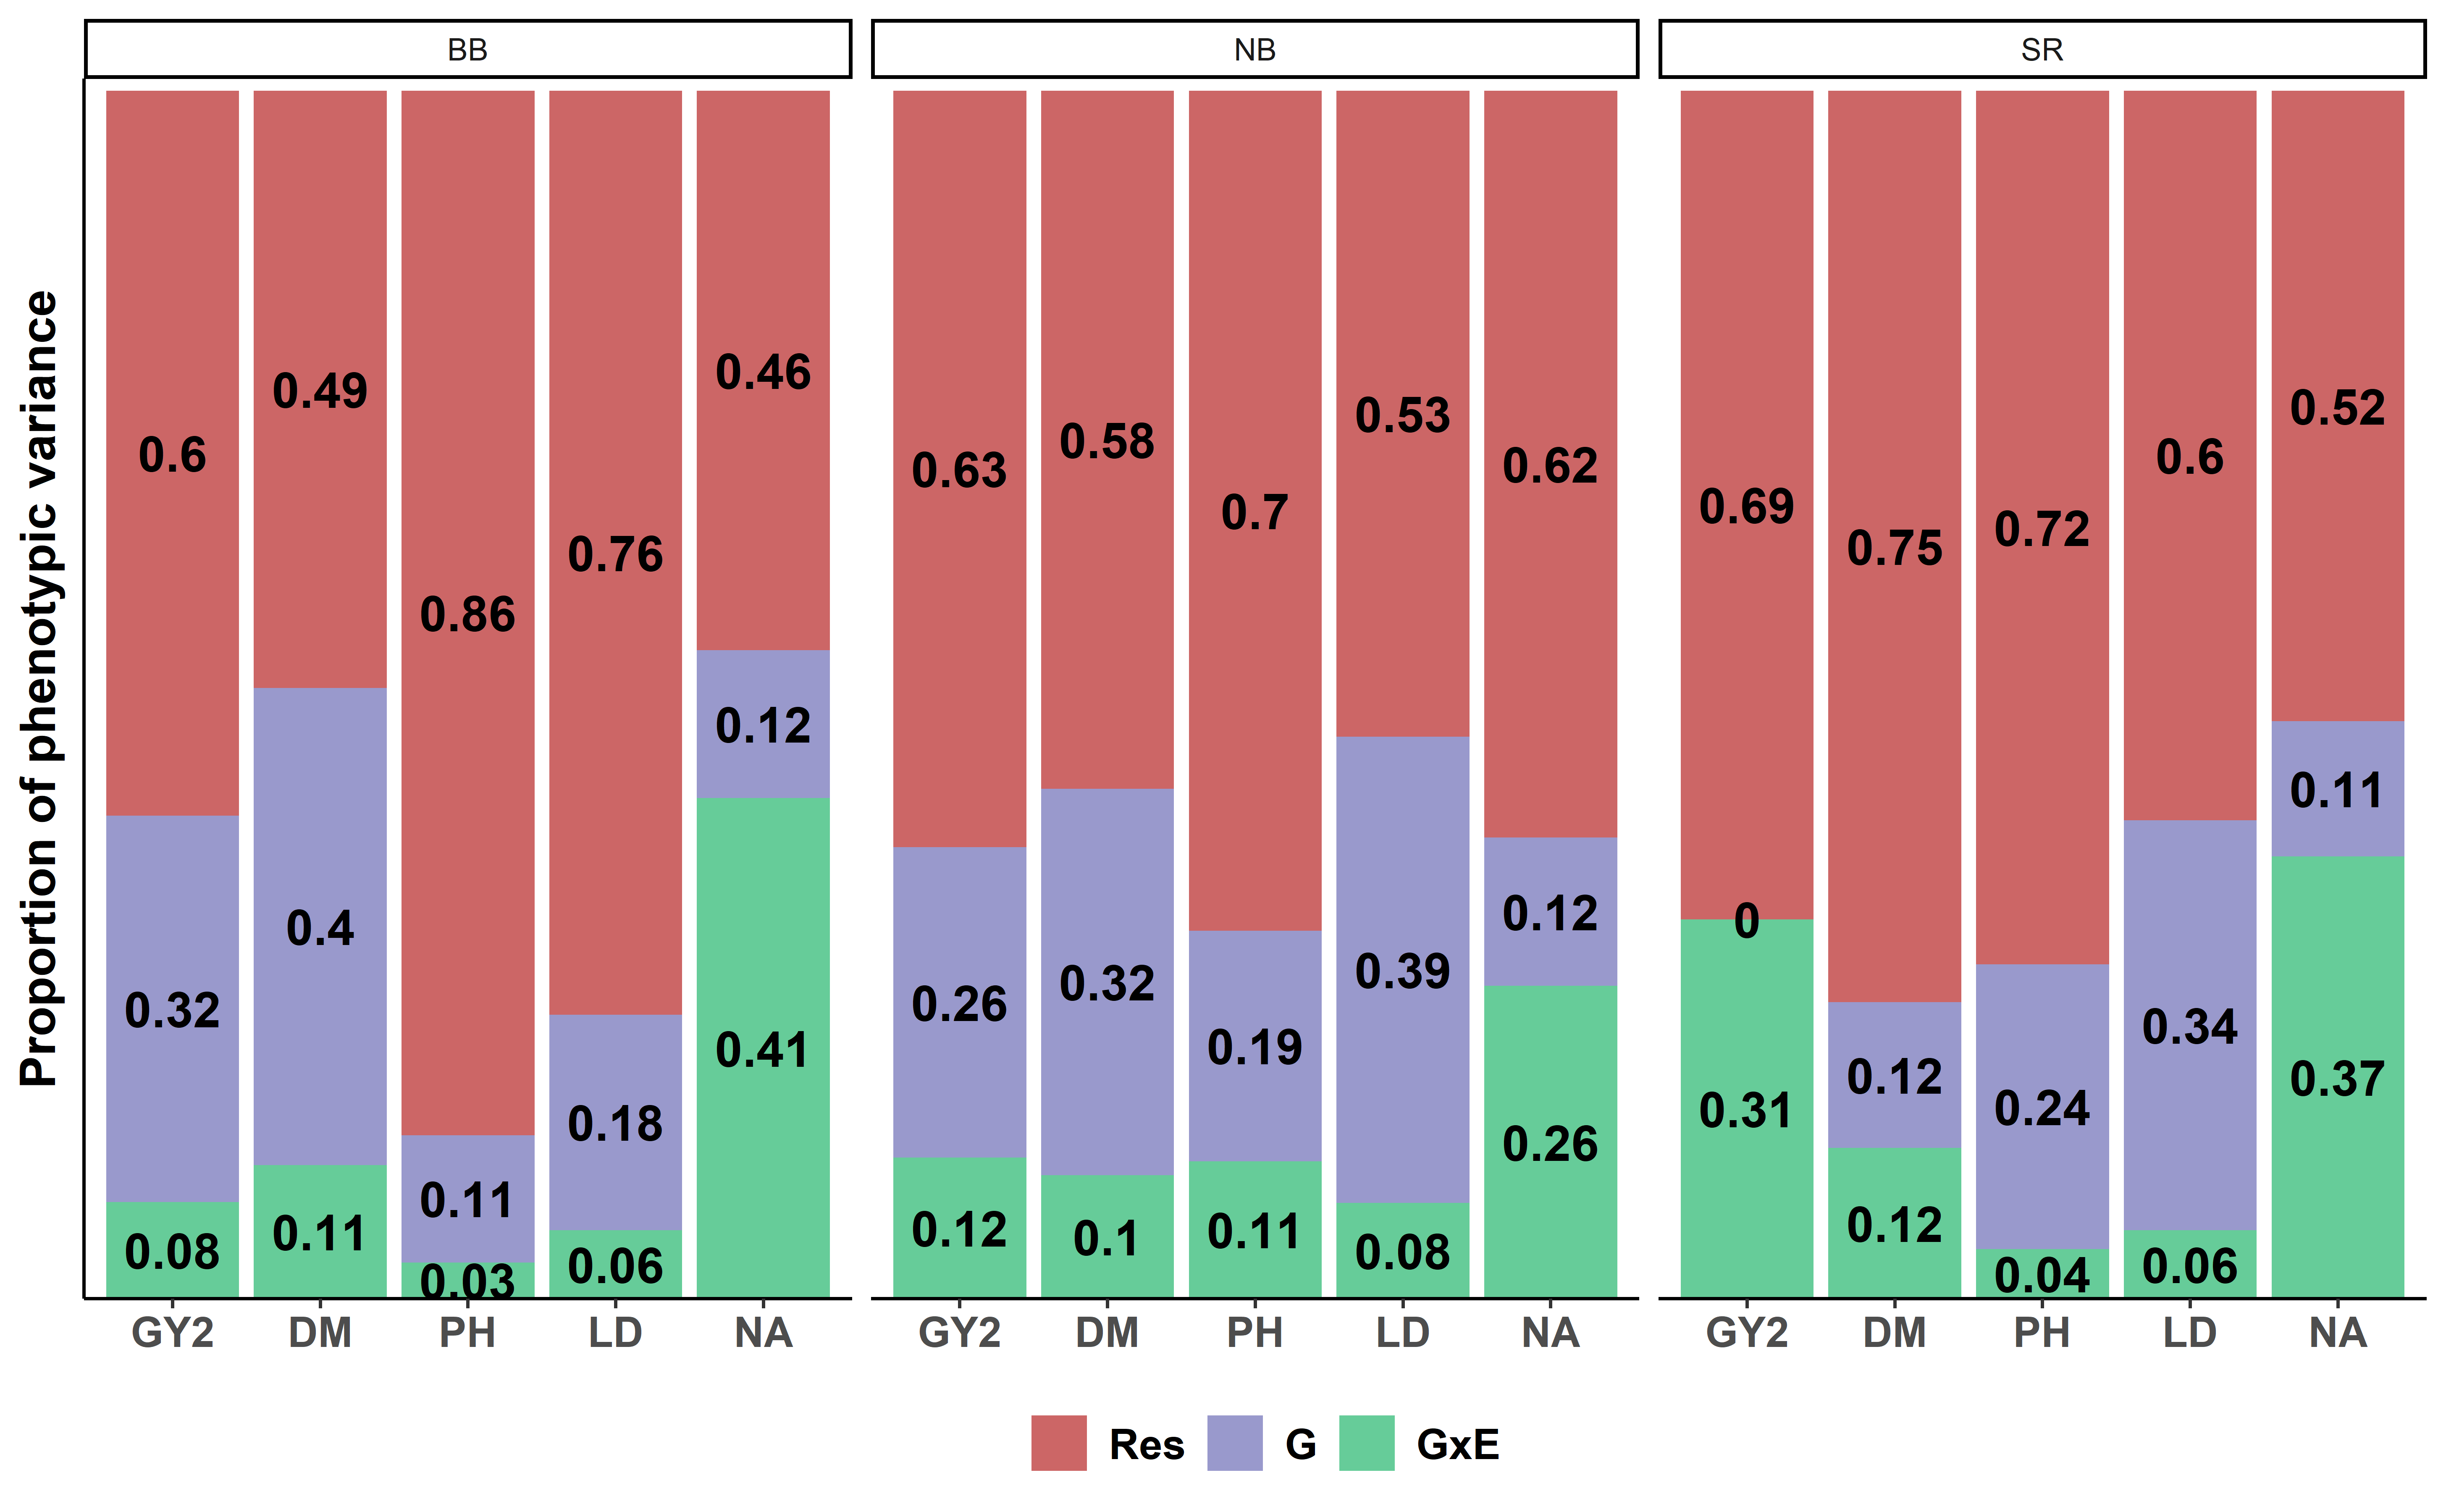 BB NB SR
Proportion of phenotypic variance
0.6 0.49 0.86 0.76 0.46 0.63 0.58 0.7 0.53 0.62 0.69 0.75 0.72 0.6 0.52
0.32 0.4 0.11 0.18 0.12 0.26 0.32 0.19 0.39 0.12 0 0.12 0.24 0.34 0.11
0.08 0.11 0.03 0.06 0.41 0.12 0.1 0.11 0.08 0.26 0.31 0.12 0.04 0.06 0.37
GY2 DM PH LD NA GY2 DM PH LD NA GY2 DM PH LD NA
Res G GxE